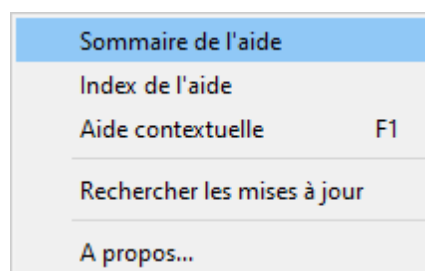 Sommaire de l'aide
Index de l'aide
Aide contextuelle F1
Rechercher les mises à jour
A propos...